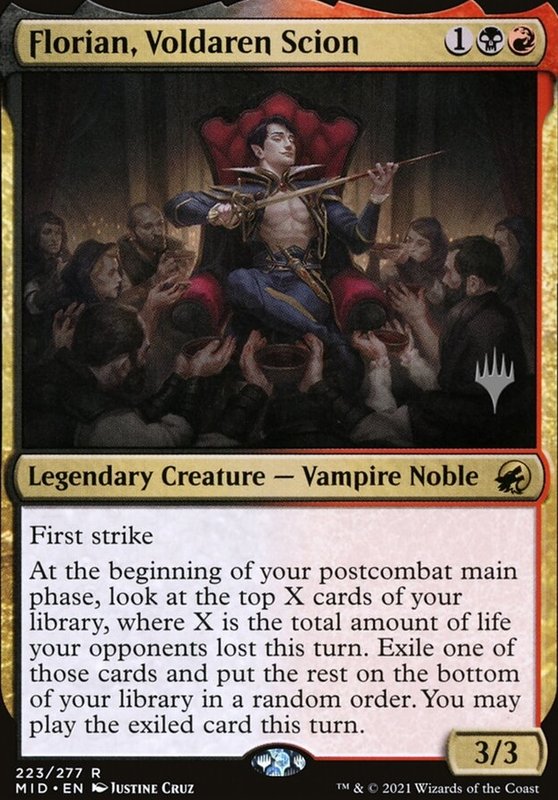 Florian, Voldaren Scion 1
Legendary Creature — Vampire Noble
First strike
At the beginning of your postcombat main
phase, look at the top X cards of your
library, where X is the total amount of life
your opponents lost this turn. Exile one of
those cards and put the rest on the bottom
of your library in a random order. You may
play the exiled card this turn.
3/3
223/277 R
MID • EN Justine Cruz
™ & © 2021 Wizards of the Coast